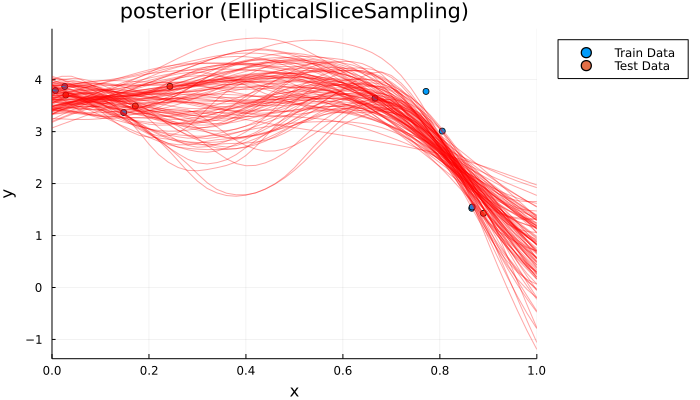 posterior (EllipticalSliceSampling)
Train Data
Test Data
y
4
3
2
1
0
−1
0.0 0.2 0.4 0.6 0.8 1.0
x